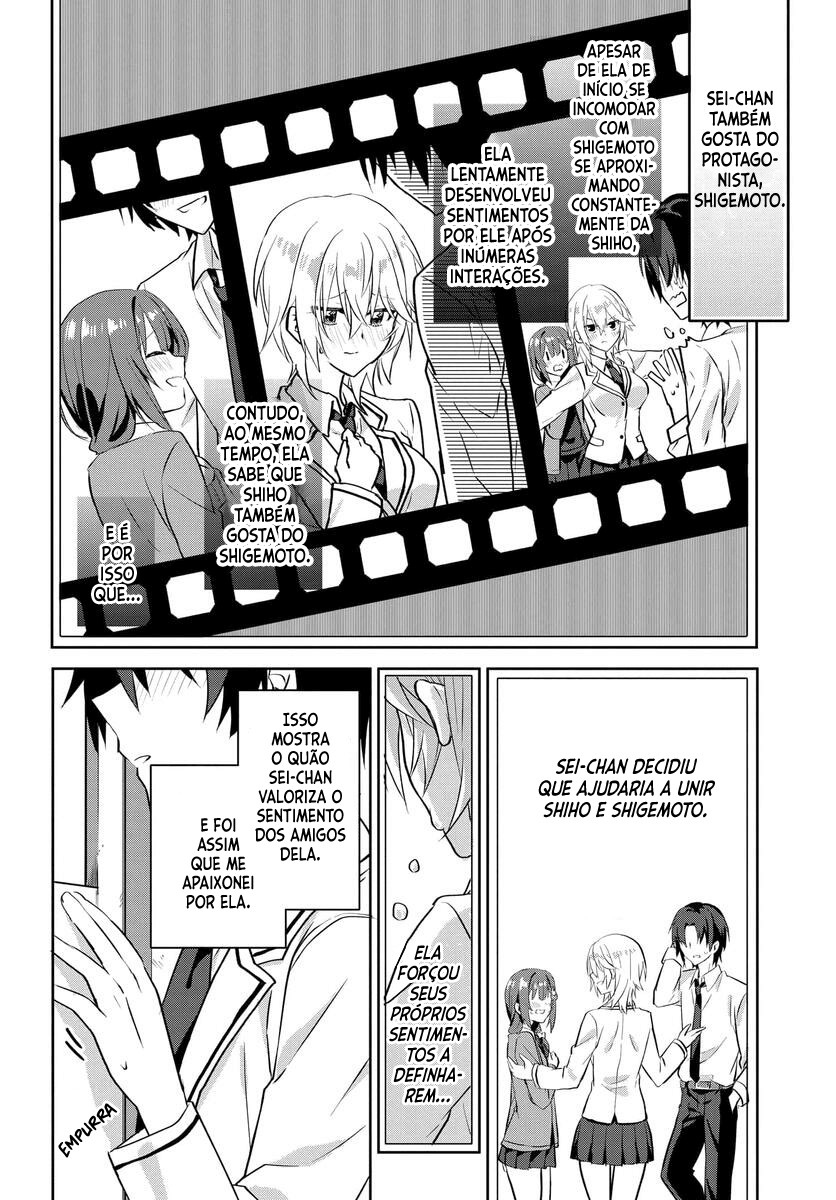 SEI-CHAN
TAMBÉM
GOSTA DO
PROTAGO-
NISTA,
SHIGEMOTO.
APESAR
DE ELA DE
INÍCIO SE
INCOMODAR
COM
SHIGEMOTO
SE APROXI-
MANDO
CONSTANTE-
MENTE DA
SHIHO,
ELA
LENTAMENTE
DESENVOLVEU
SENTIMENTOS
POR ELE APÓS
INÚMERAS
INTERAÇÕES.
CONTUDO,
AO MESMO
TEMPO, ELA
SABE QUE
SHIHO
TAMBÉM
GOSTA DO
SHIGEMOTO.
E É
POR
ISSO
QUE...
SEI-CHAN DECIDIU
QUE AJUDARIA A UNIR
SHIHO E SHIGEMOTO.
ELA
FORÇOU
SEUS
PRÓPRIOS
SENTIMEN-
TOS A
DEFINHA-
REM...
ISSO
MOSTRA
O QUÃO
SEI-CHAN
VALORIZA O
SENTIMENTO
DOS AMIGOS
DELA.
E FOI
ASSIM
QUE ME
APAIXONEI
POR ELA.
EMPURRA